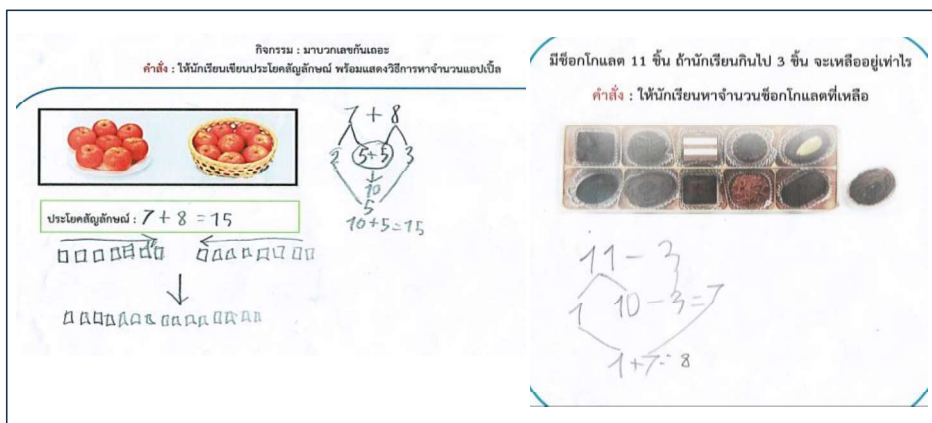 กิจกรรม : มาบวกเลขกันเถอะ
คำสั่ง : ให้นักเรียนเขียนประโยคสัญลักษณ์ พร้อมแสดงวิธีการหาจำนวนแอปเปิ้ล
7 + 8
2 5+5 3
10
5
10+5=15
ประโยคสัญลักษณ์ : 7 + 8 = 15
มีช็อกโกแลต 11 ชิ้น ถ้านักเรียนกินไป 3 ชิ้น จะเหลืออยู่เท่าไร
คำสั่ง : ให้นักเรียนหาจำนวนช็อกโกแลตที่เหลือ
11 - 3
1 10 - 3 = 7
1+7= 8